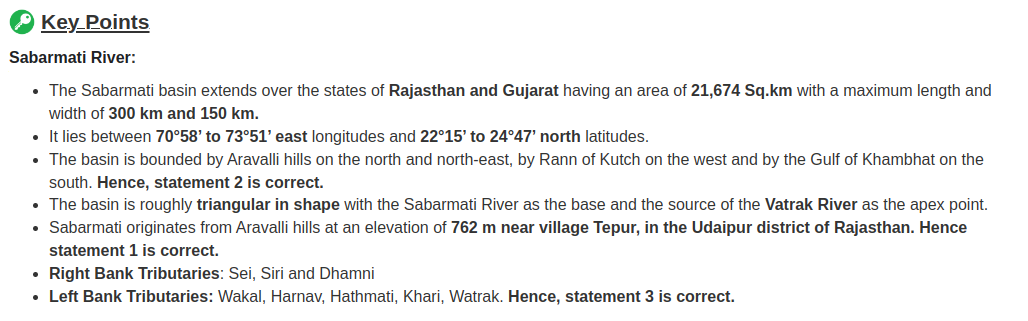 Key Points
Sabarmati River:
• The Sabarmati basin extends over the states of Rajasthan and Gujarat having an area of 21,674 Sq.km with a maximum length and
width of 300 km and 150 km.
• It lies between 70°58’ to 73°51’ east longitudes and 22°15’ to 24°47’ north latitudes.
• The basin is bounded by Aravalli hills on the north and north-east, by Rann of Kutch on the west and by the Gulf of Khambhat on the
south. Hence, statement 2 is correct.
• The basin is roughly triangular in shape with the Sabarmati River as the base and the source of the Vatrak River as the apex point.
• Sabarmati originates from Aravalli hills at an elevation of 762 m near village Tepur, in the Udaipur district of Rajasthan. Hence
statement 1 is correct.
• Right Bank Tributaries: Sei, Siri and Dhamni
• Left Bank Tributaries: Wakal, Harnav, Hathmati, Khari, Watrak. Hence, statement 3 is correct.